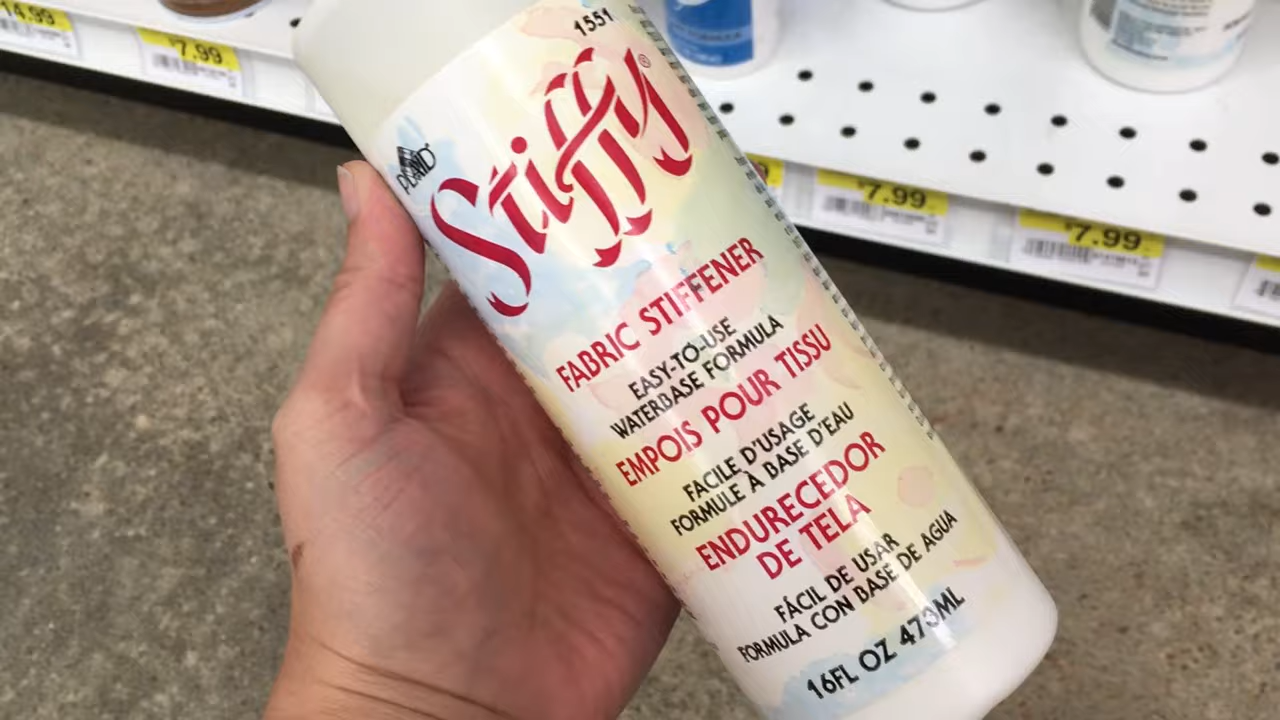 14.99
7.99
1551
PLAID®
Stiffy®
FABRIC STIFFENER
EASY-TO-USE
WATERBASE FORMULA
EMPOIS POUR TISSU
FACILE D'USAGE
FORMULE À BASE D'EAU
ENDURECEDOR
DE TELA
FÁCIL DE USAR
FORMULA CON BASE DE AGUA
16FL OZ 473ML
$7.99
$7.99